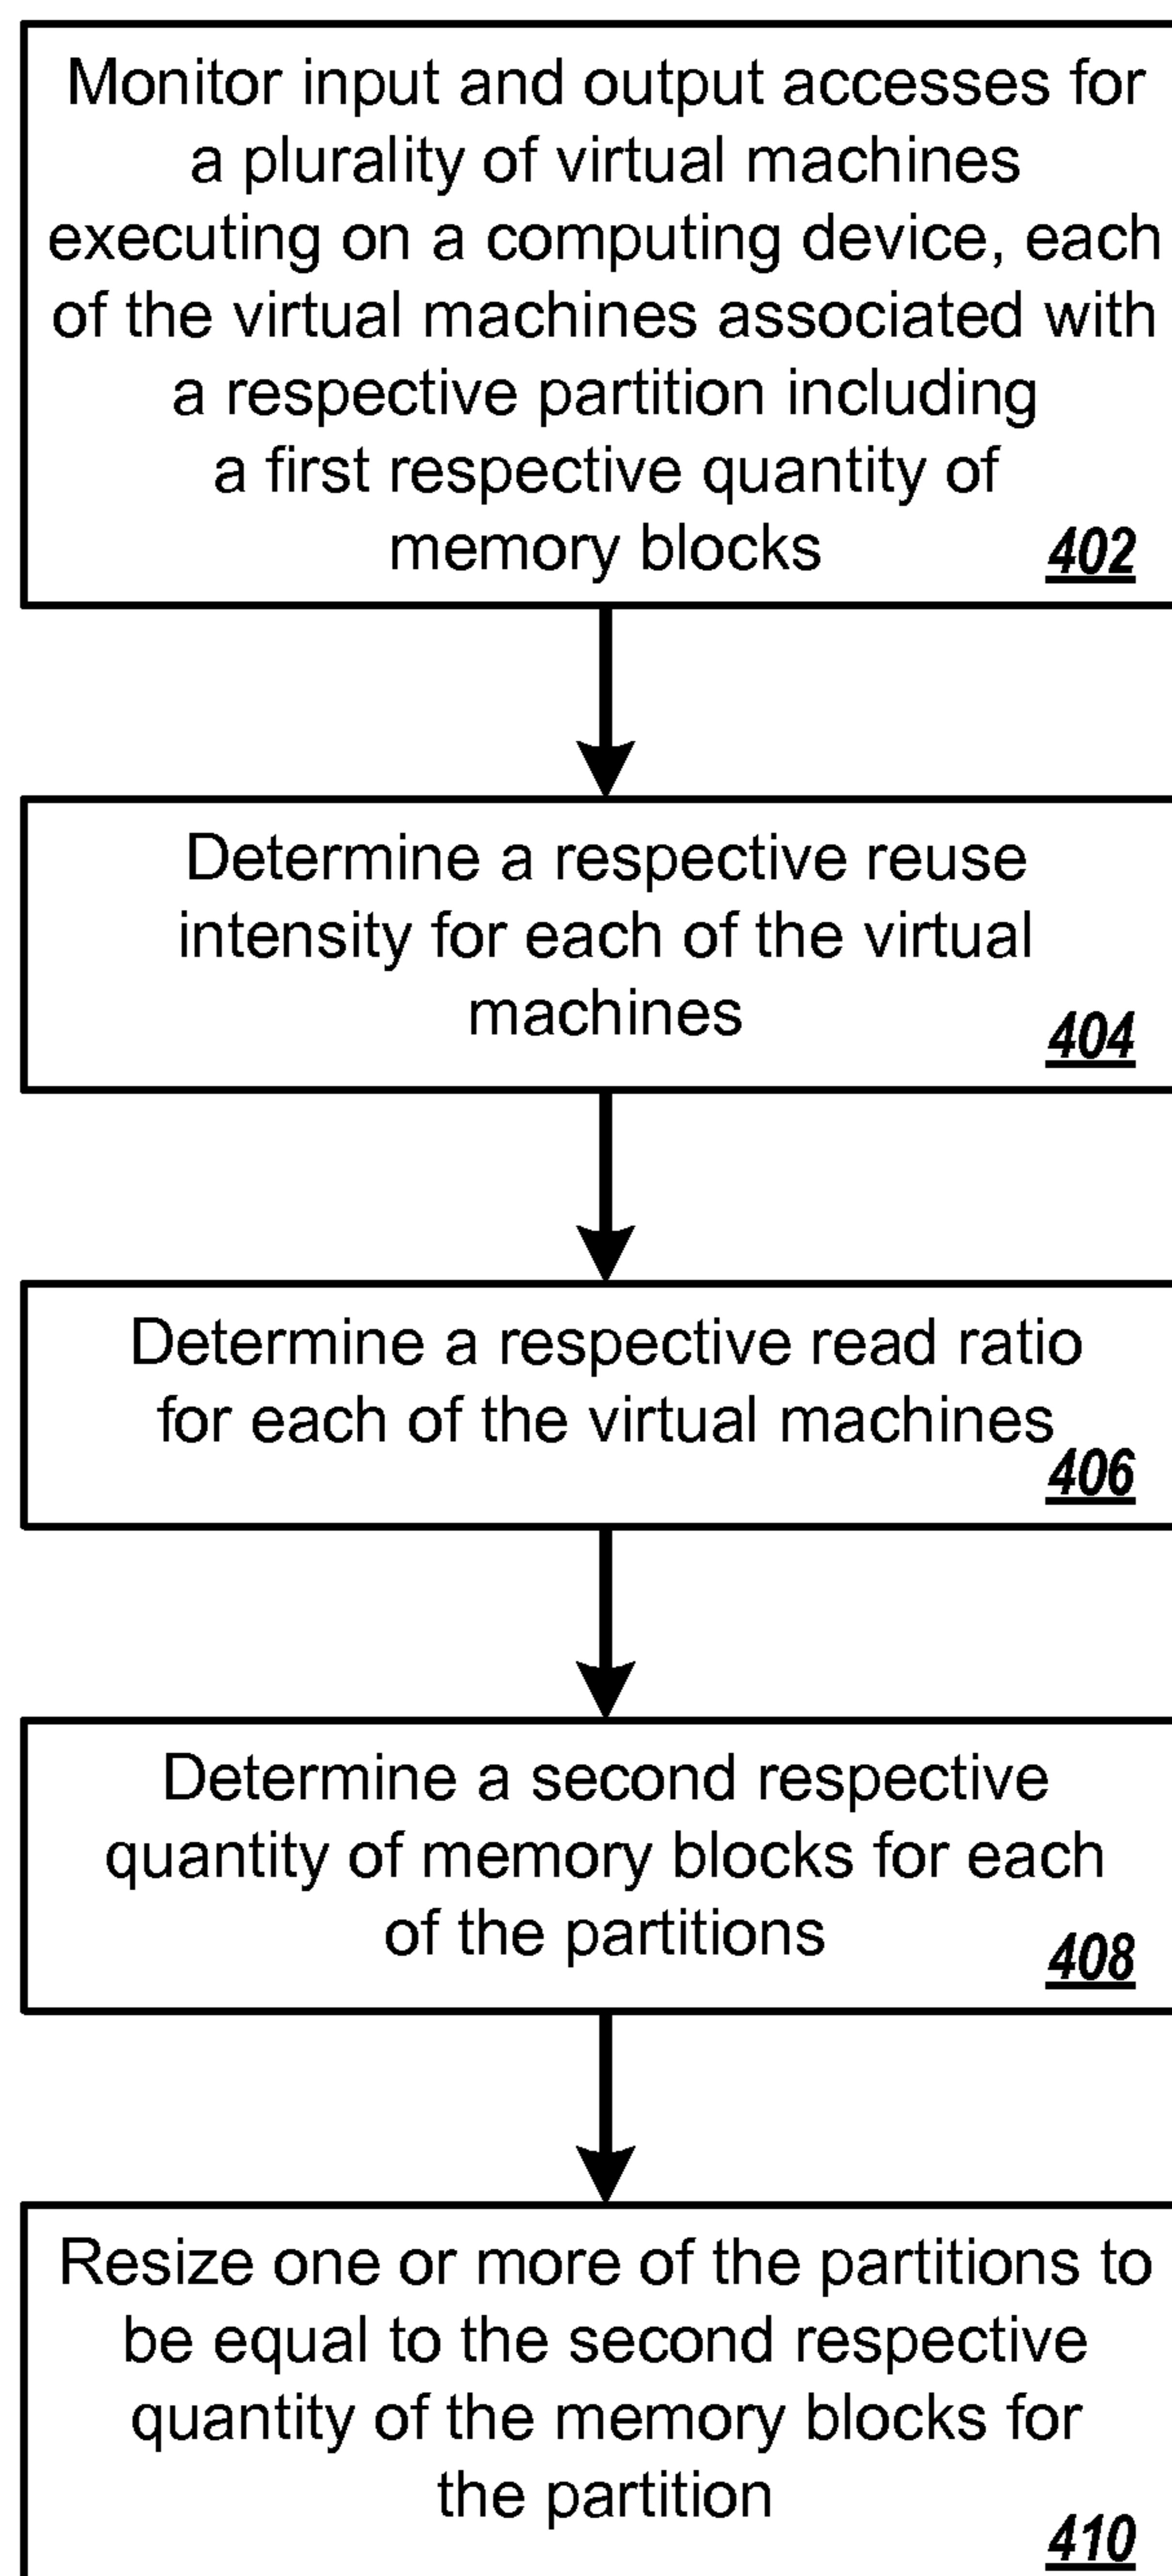 Monitor input and output accesses for
a plurality of virtual machines
executing on a computing device, each
of the virtual machines associated with
a respective partition including
a first respective quantity of
memory blocks 402
Determine a respective reuse
intensity for each of the virtual
machines
404
Determine a respective read ratio
for each of the virtual machines
406
Determine a second respective
quantity of memory blocks for each
of the partitions
408
Resize one or more of the partitions to
be equal to the second respective
quantity of the memory blocks for
the partition
410